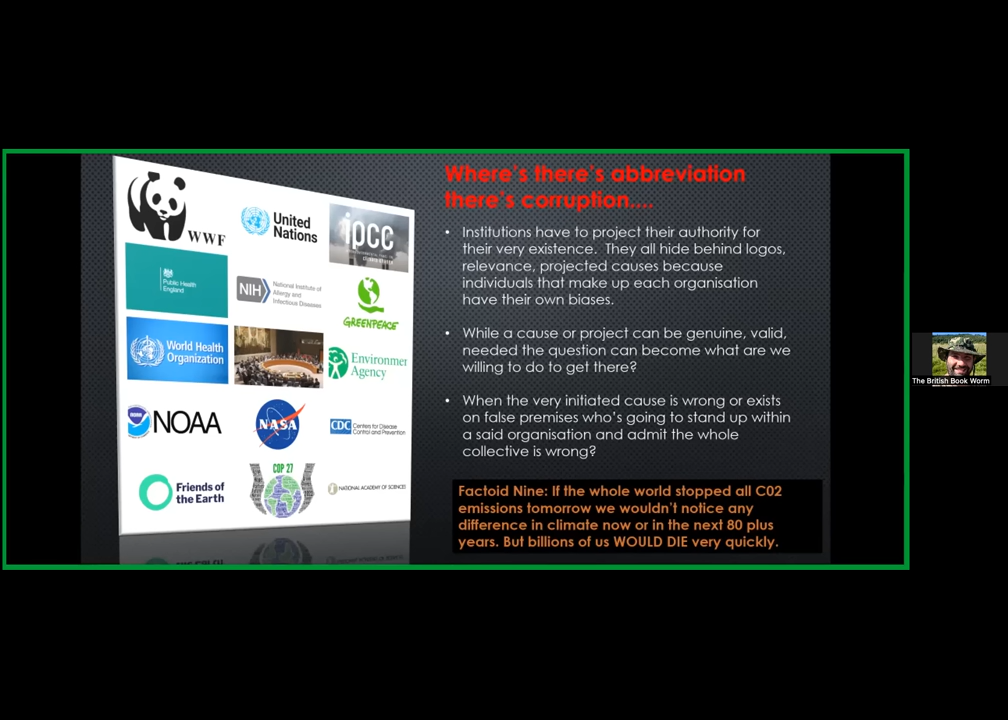 Where's there's abbreviation
there's corruption....
• Institutions have to project their authority for
their very existence. They all hide behind logos,
relevance, projected causes because
individuals that make up each organisation
have their own biases.
• While a cause or project can be genuine, valid,
needed the question can become what are we
willing to do to get there?
• When the very initiated cause is wrong or exists
on false premises who's going to stand up within
a said organisation and admit the whole
collective is wrong?
Factoid Nine: If the whole world stopped all C02
emissions tomorrow we wouldn't notice any
difference in climate now or in the next 80 plus
years. But billions of us WOULD DIE very quickly.
WWF
United
Nations
ipcc
Public Health
England
NIH
National Institute of
Allergy and
Infectious Diseases
GREENPEACE
World Health
Organization
Environmer
Agency
NOAA
NASA
CDC
Centers for Disease
Control and Prevention
Friends of
the Earth
COP 27
NATIONAL ACADEMY OF SCIENCES
The British Book Worm